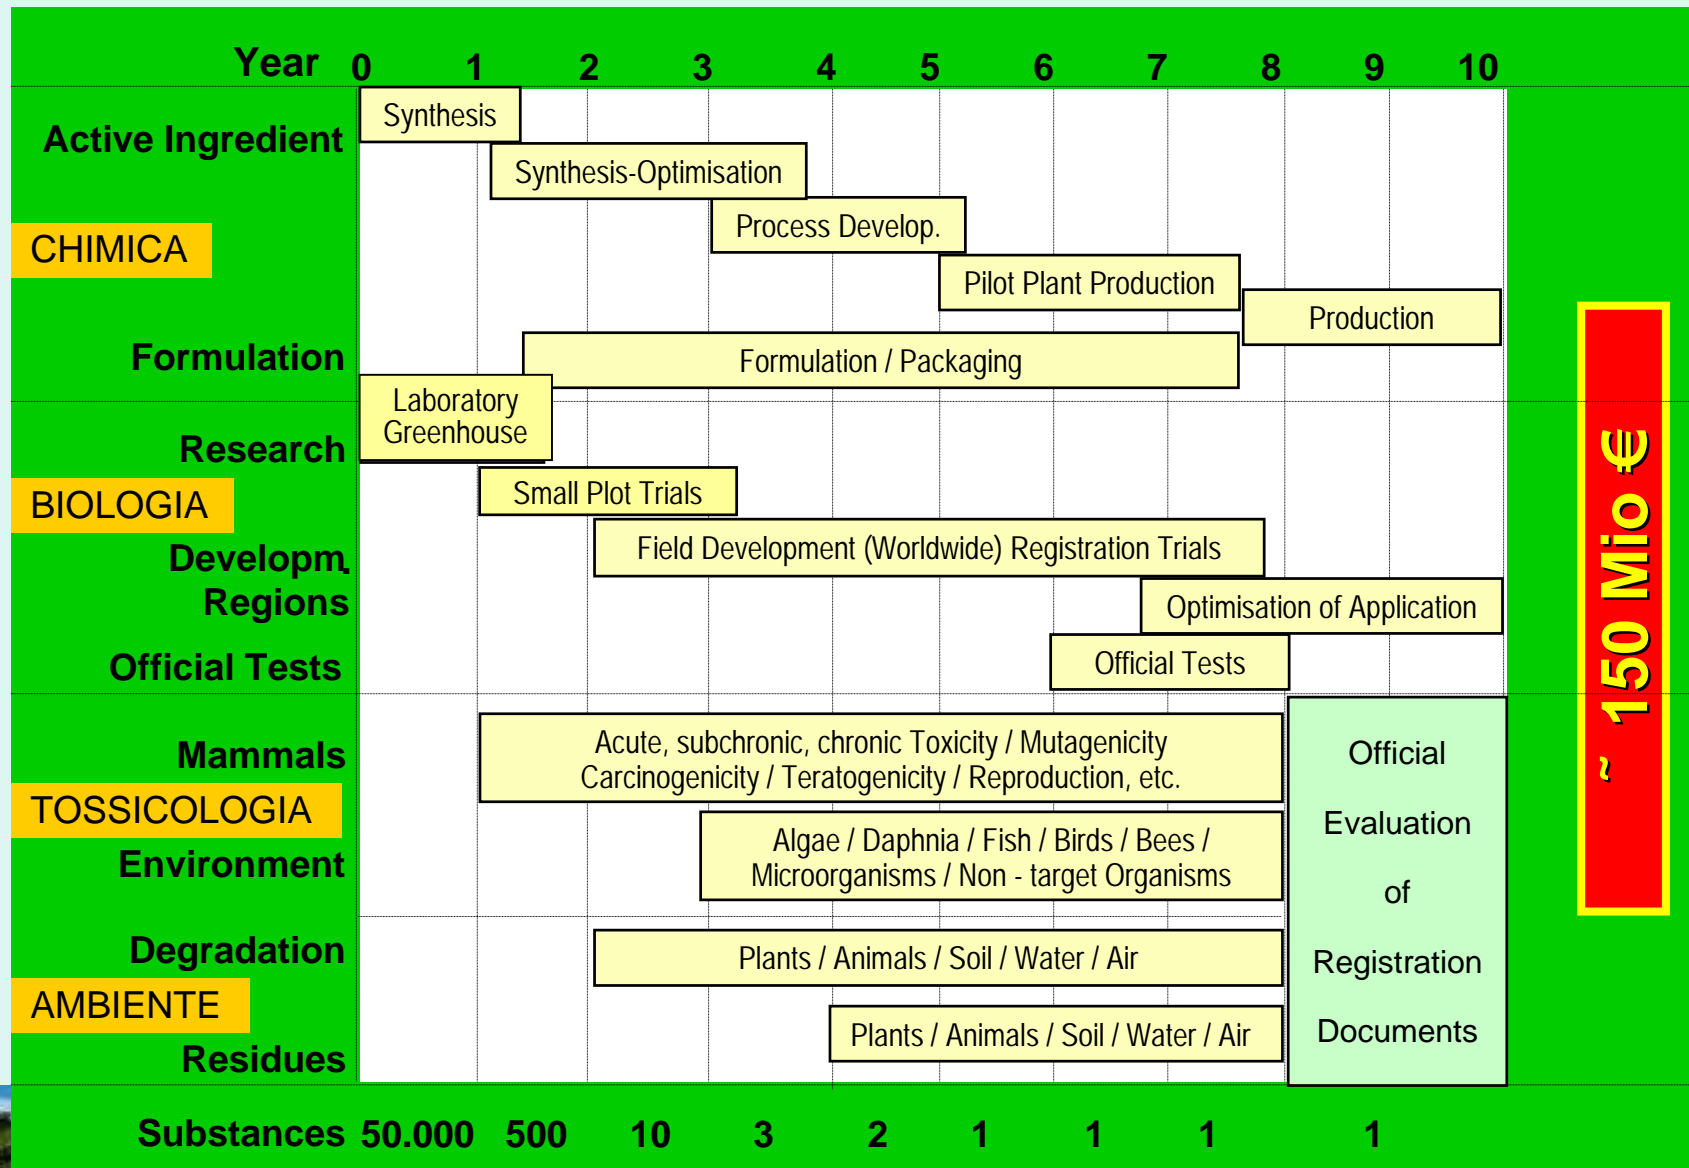 Year 0 1 2 3 4 5 6 7 8 9 10
Synthesis
Active Ingredient
Synthesis-Optimisation
Process Develop.
CHIMICA
Pilot Plant Production
Production
Formulation
Formulation / Packaging
Laboratory
Greenhouse
Research
Small Plot Trials
BIOLOGIA
Field Development (Worldwide) Registration Trials
Developm.
Regions
Optimisation of Application
Official Tests
Official Tests
~ 150 Mio €
Mammals
Acute, subchronic, chronic Toxicity / Mutagenicity
Carcinogenicity / Teratogenicity / Reproduction, etc.
TOSSICOLOGIA
Environment
Algae / Daphnia / Fish / Birds / Bees /
Microorganisms / Non - target Organisms
Degradation
Plants / Animals / Soil / Water / Air
AMBIENTE
Plants / Animals / Soil / Water / Air
Residues
Official
Evaluation
of
Registration
Documents
Substances 50.000 500 10 3 2 1 1 1 1